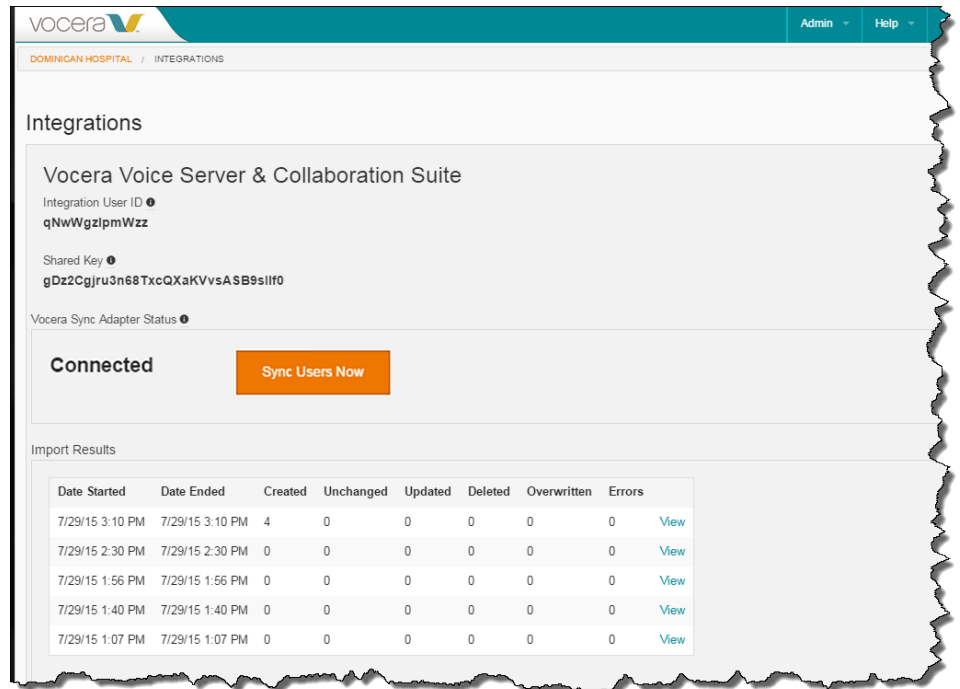 vocera
Admin Help
DOMINICAN HOSPITAL / INTEGRATIONS
Integrations
Vocera Voice Server & Collaboration Suite
Integration User ID
qNwWgzlpmWzz
Shared Key
gDz2Cgjru3n68TxcQXaKVvsASB9silf0
Vocera Sync Adapter Status
Connected Sync Users Now
Import Results
Date Started Date Ended Created Unchanged Updated Deleted Overwritten Errors
7/29/15 3:10 PM 7/29/15 3:10 PM 4 0 0 0 0 0 View
7/29/15 2:30 PM 7/29/15 2:30 PM 0 0 0 0 0 0 View
7/29/15 1:56 PM 7/29/15 1:56 PM 0 0 0 0 0 0 View
7/29/15 1:40 PM 7/29/15 1:40 PM 0 0 0 0 0 0 View
7/29/15 1:07 PM 7/29/15 1:07 PM 0 0 0 0 0 0 View